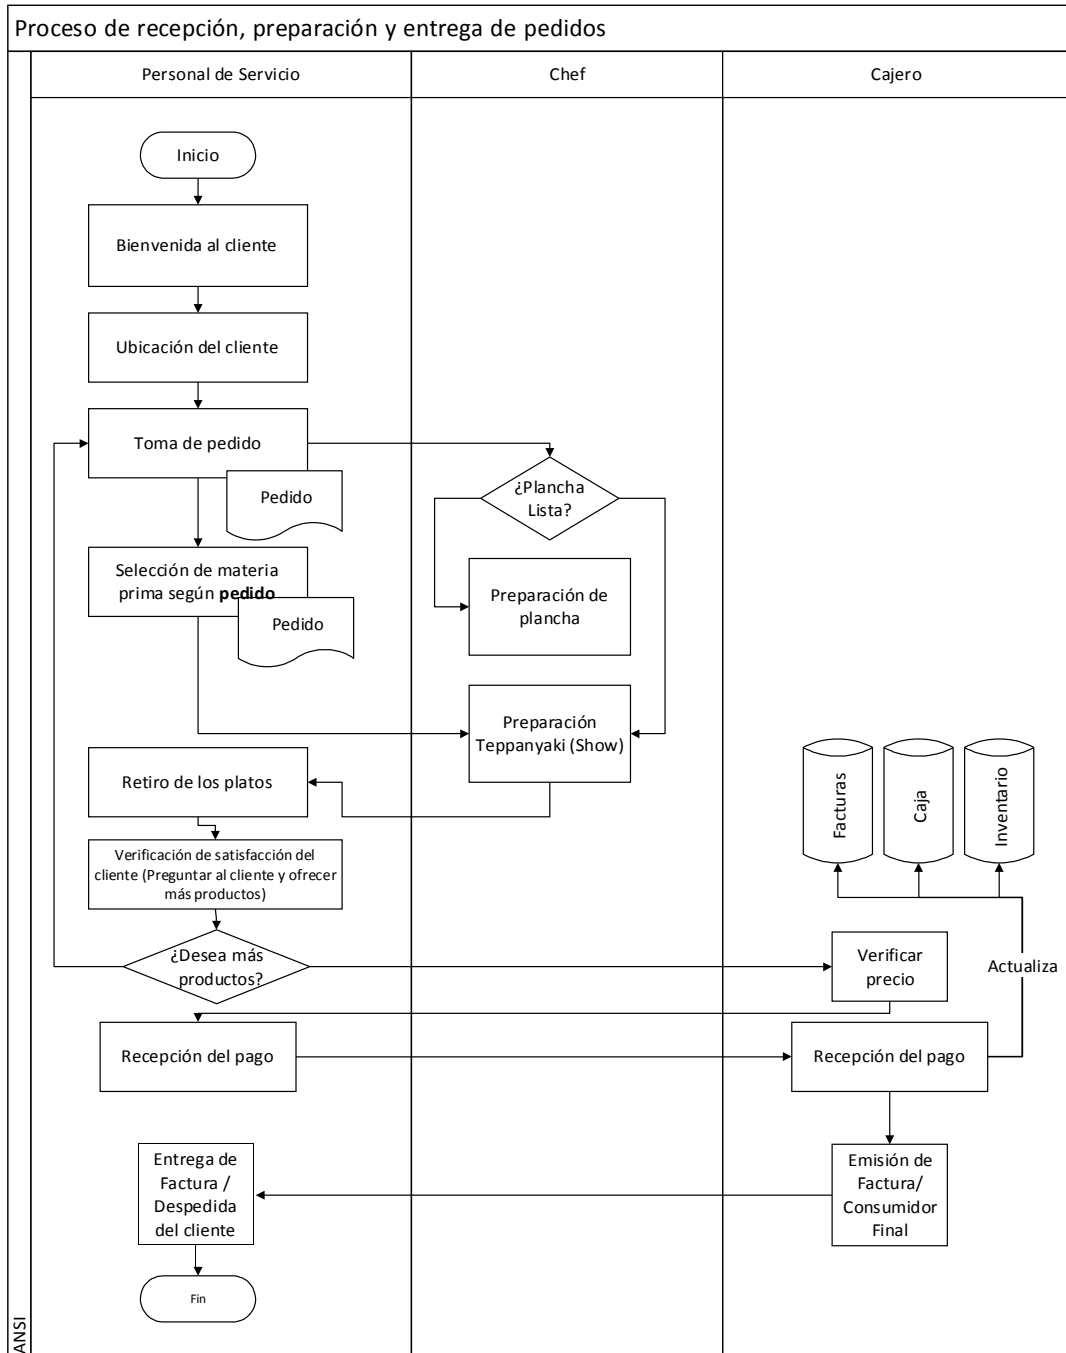 Proceso de recepción, preparación y entrega de pedidos
Personal de Servicio
Chef
Cajero
Inicio
Bienvenida al cliente
Ubicación del cliente
Toma de pedido
Pedido
¿Plancha
Lista?
Selección de materia
prima según pedido
Pedido
Preparación de
plancha
Preparación
Teppanyaki (Show)
Retiro de los platos
Facturas
Caja
Inventario
Verificación de satisfacción del
cliente (Preguntar al cliente y ofrecer
más productos)
¿Desea más
productos?
Verificar
precio
Actualiza
Recepción del pago
Recepción del pago
Entrega de
Factura /
Despedida
del cliente
Emisión de
Factura/
Consumidor
Final
Fin
ANSI